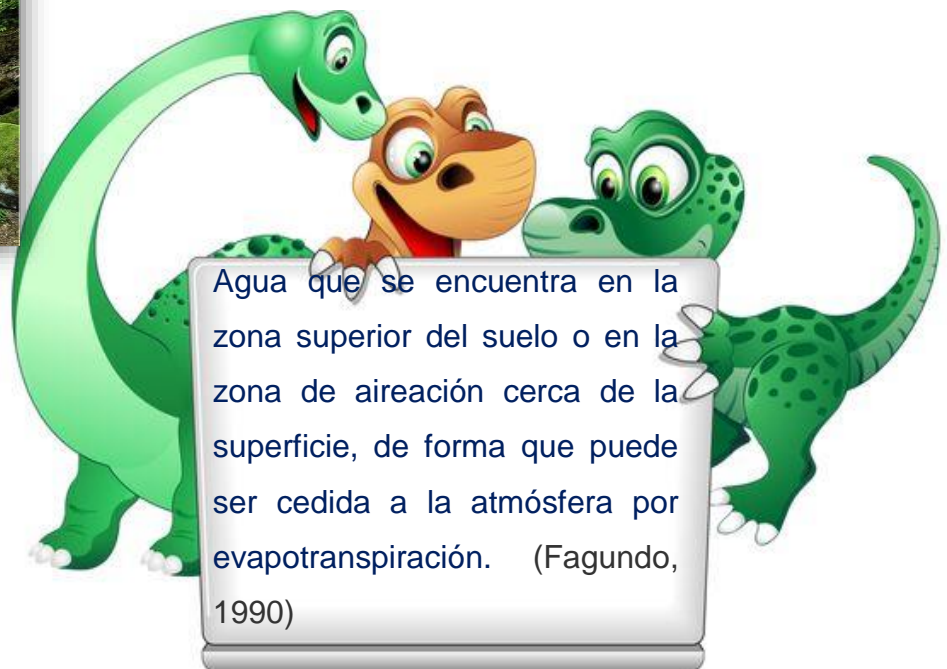 Agua que se encuentra en la
zona superior del suelo o en la
zona de aireación cerca de la
superficie, de forma que puede
ser cedida a la atmósfera por
evapotranspiración. (Fagundo,
1990)